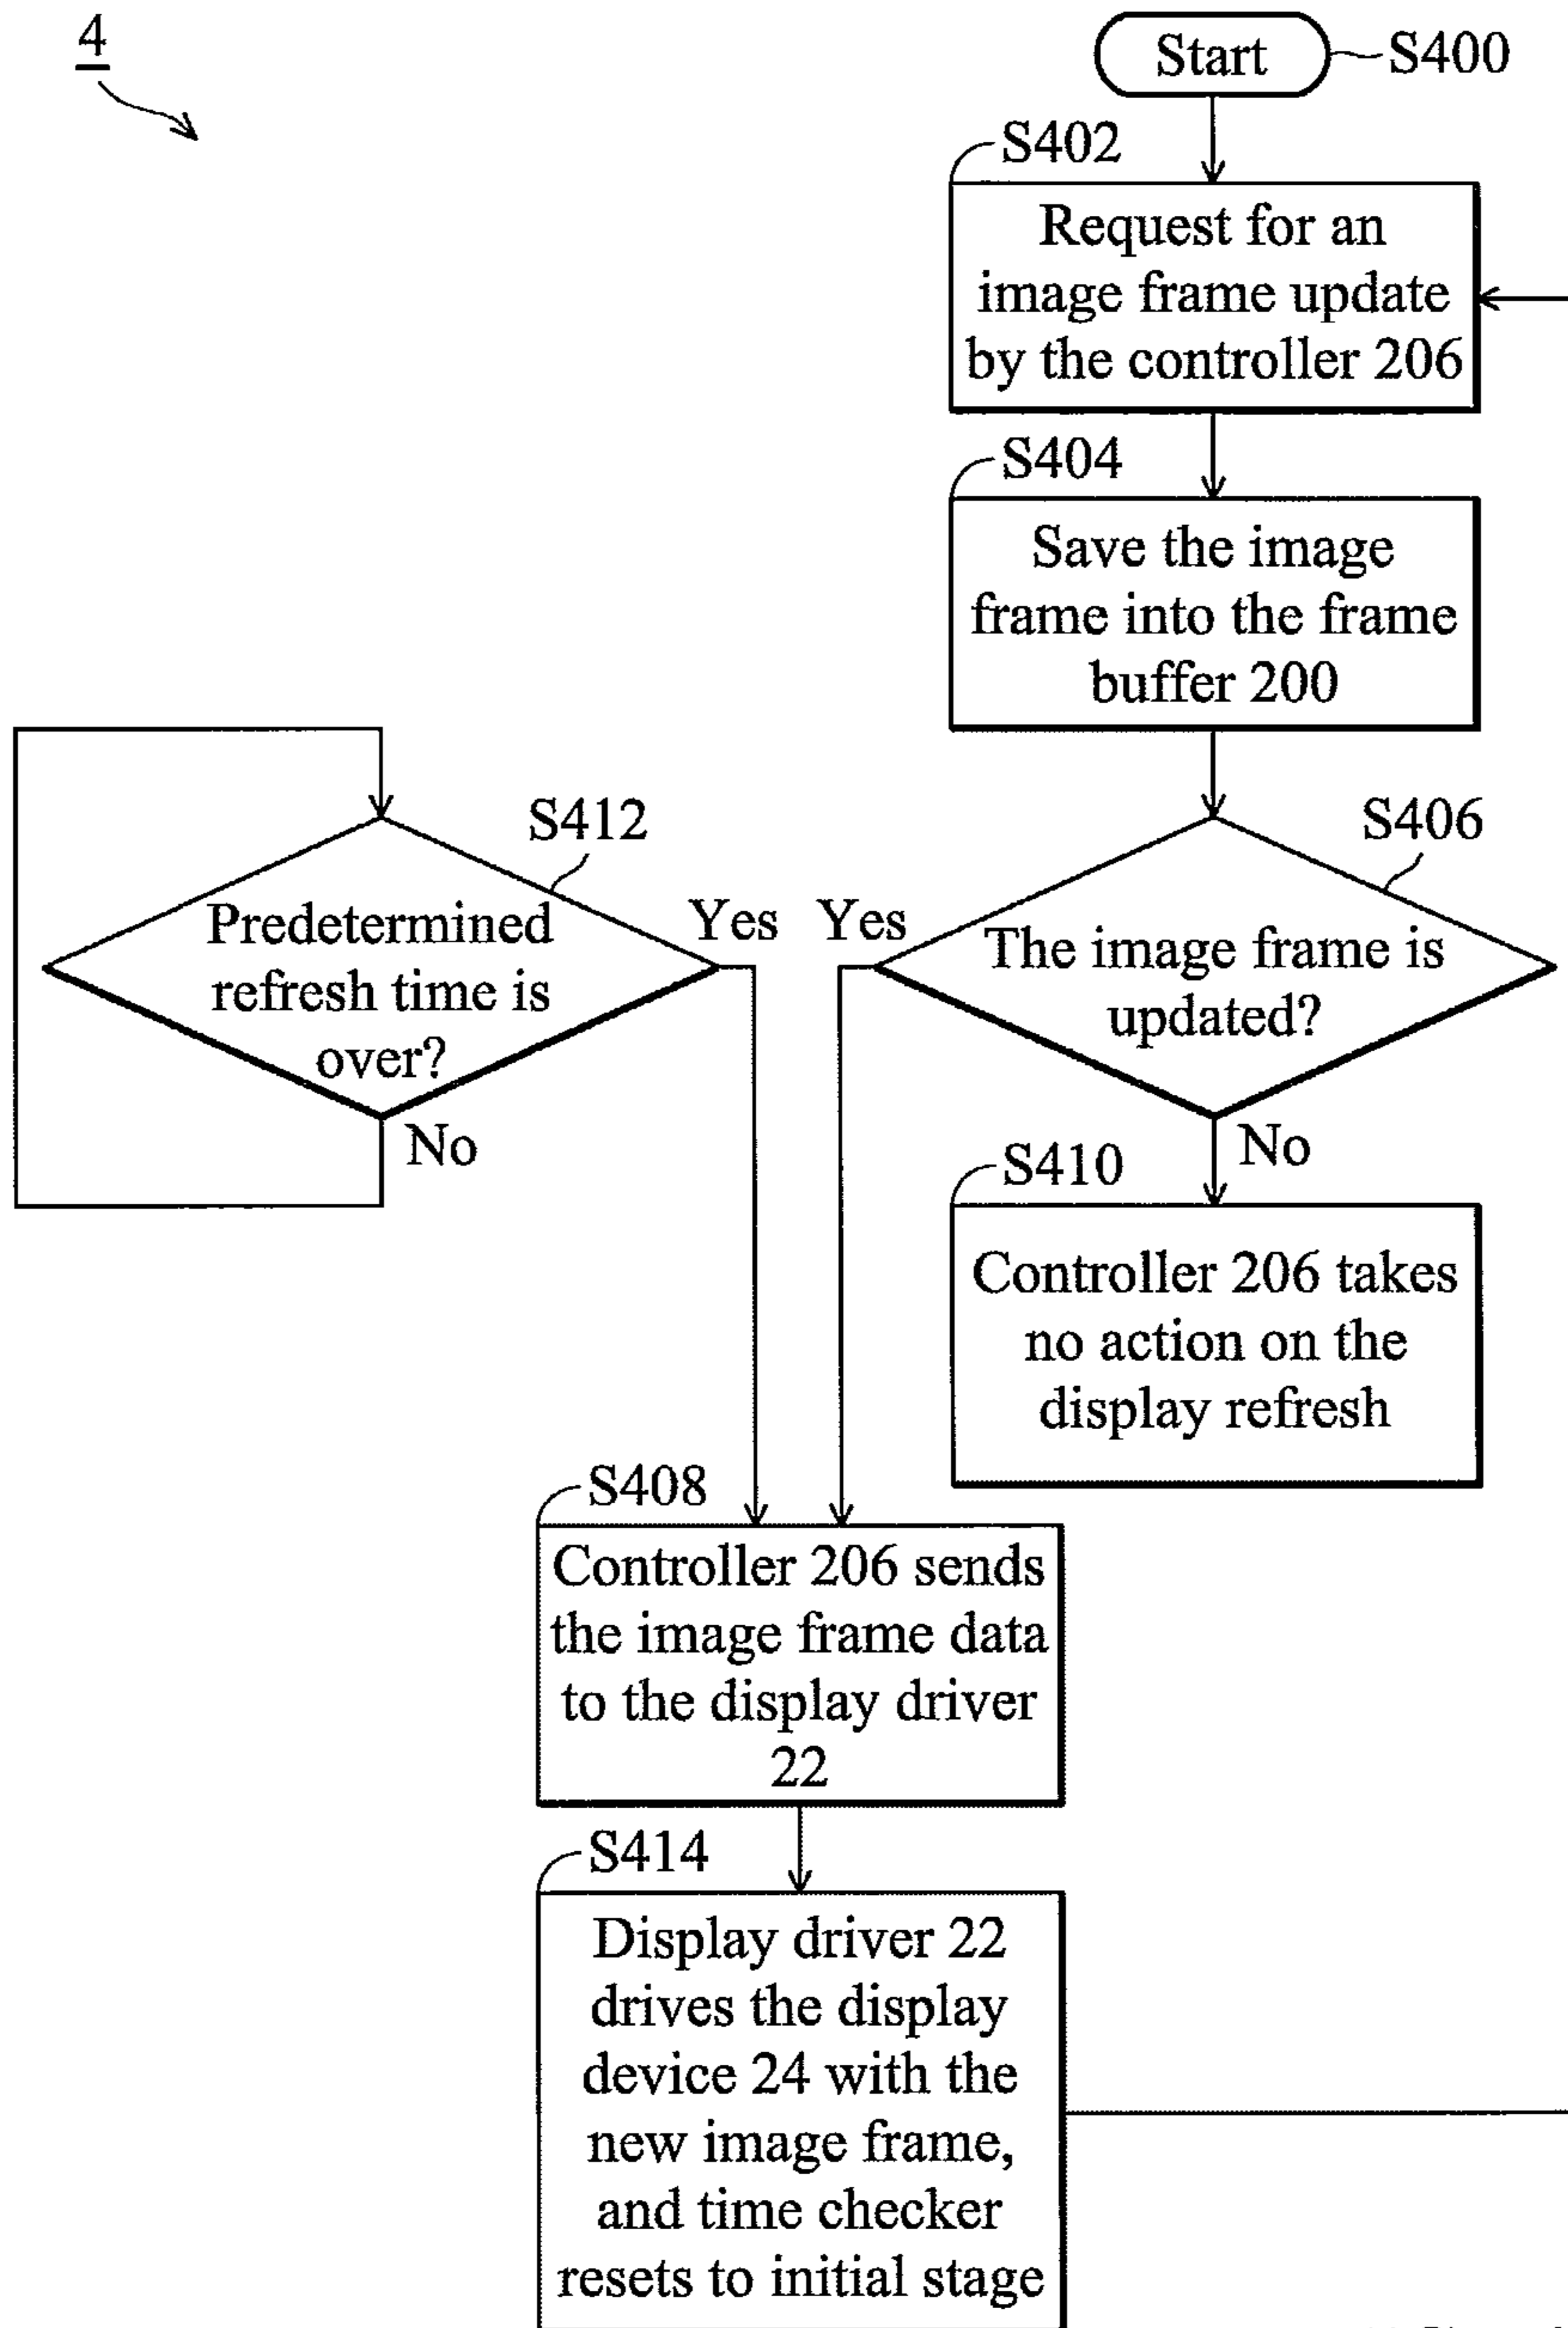 4
Start
S400
S402
Request for an
image frame update
by the controller 206
S404
Save the image
frame into the frame
buffer 200
S412
Predetermined
refresh time is
over?
Yes
No
S406
The image frame is
updated?
Yes
No
S410
Controller 206 takes
no action on the
display refresh
S408
Controller 206 sends
the image frame data
to the display driver
22
S414
Display driver 22
drives the display
device 24 with the
new image frame,
and time checker
resets to initial stage